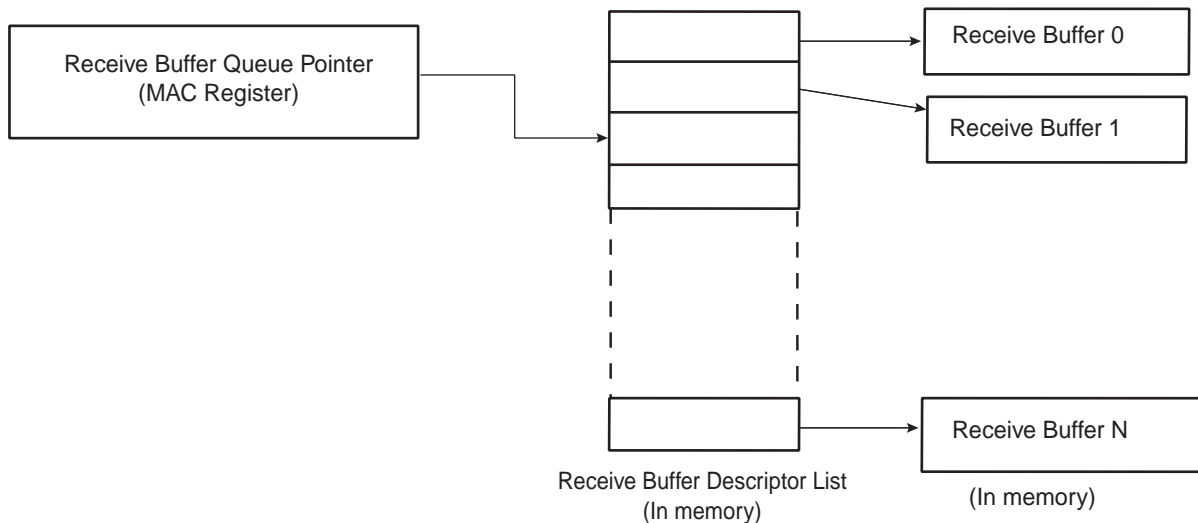 Receive Buffer Queue Pointer
(MAC Register)
Receive Buffer 0
Receive Buffer 1
Receive Buffer N
Receive Buffer Descriptor List
(In memory)
(In memory)